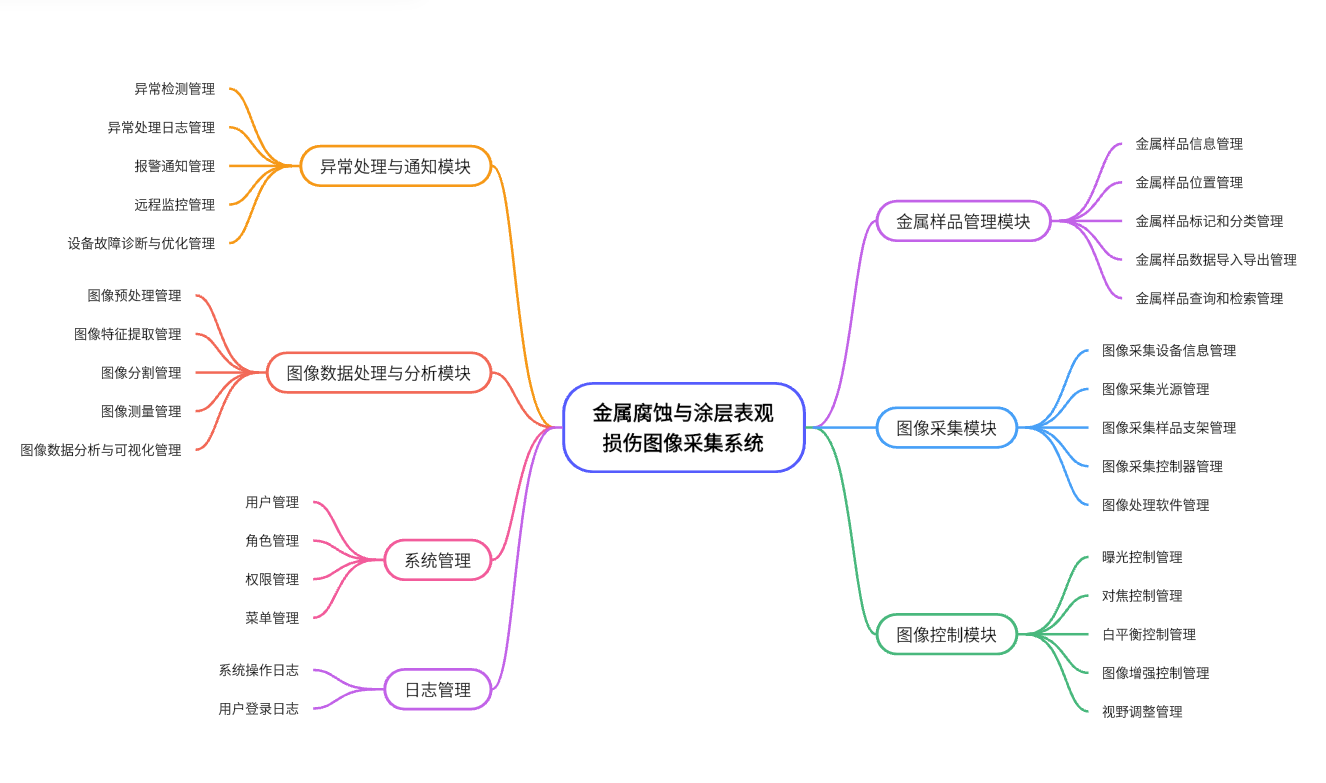 异常检测管理
异常处理日志管理
报警通知管理
远程监控管理
设备故障诊断与优化管理
异常处理与通知模块
图像预处理管理
图像特征提取管理
图像分割管理
图像测量管理
图像数据分析与可视化管理
图像数据处理与分析模块
用户管理
角色管理
权限管理
菜单管理
系统管理
系统操作日志
用户登录日志
日志管理
金属腐蚀与涂层表观
损伤图像采集系统
金属样品管理模块
金属样品信息管理
金属样品位置管理
金属样品标记和分类管理
金属样品数据导入导出管理
金属样品查询和检索管理
图像采集模块
图像采集设备信息管理
图像采集光源管理
图像采集样品支架管理
图像采集控制器管理
图像处理软件管理
图像控制模块
曝光控制管理
对焦控制管理
白平衡控制管理
图像增强控制管理
视野调整管理